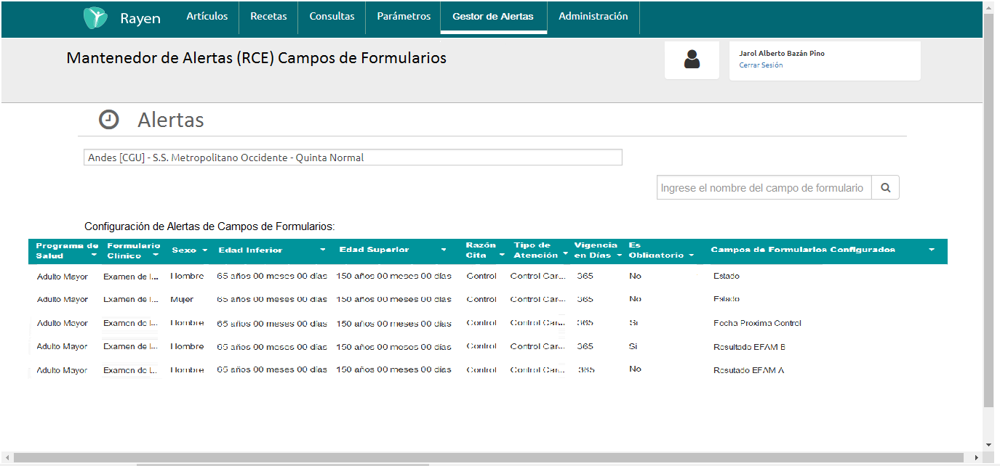 Rayen Artículos Recetas Consultas Parámetros Gestor de Alertas Administración
Mantenedor de Alertas (RCE) Campos de Formularios
Jarol Alberto Bazán Pino
Cerrar Sesión
Alertas
Andes [CGU] - S.S. Metropolitano Occidente - Quinta Normal
Ingrese el nombre del campo de formulario
Configuración de Alertas de Campos de Formularios:
Programa de Salud Formulario Clínico Sexo Edad Inferior Edad Superior Razón Cita Tipo de Atención Vigencia en Días Es Obligatorio Campos de Formularios Configurados
Adulto Mayor Examen de I... Hombre 65 años 00 meses 00 días 150 años 00 meses 00 días Control Control Car... 365 No Estado
Adulto Mayor Examen de I... Mujer 65 años 00 meses 00 días 150 años 00 meses 00 días Control Control Car... 365 No Estado
Adulto Mayor Examen de I... Hombre 65 años 00 meses 00 días 150 años 00 meses 00 días Control Control Car... 365 Si Fecha Proxima Control
Adulto Mayor Examen de I... Hombre 65 años 00 meses 00 días 150 años 00 meses 00 días Control Control Car... 365 Si Resultado EFAM B
Adulto Mayor Examen de I... Hombre 65 años 00 meses 00 días 150 años 00 meses 00 días Control Control Car... 365 No Resutado EFAM A